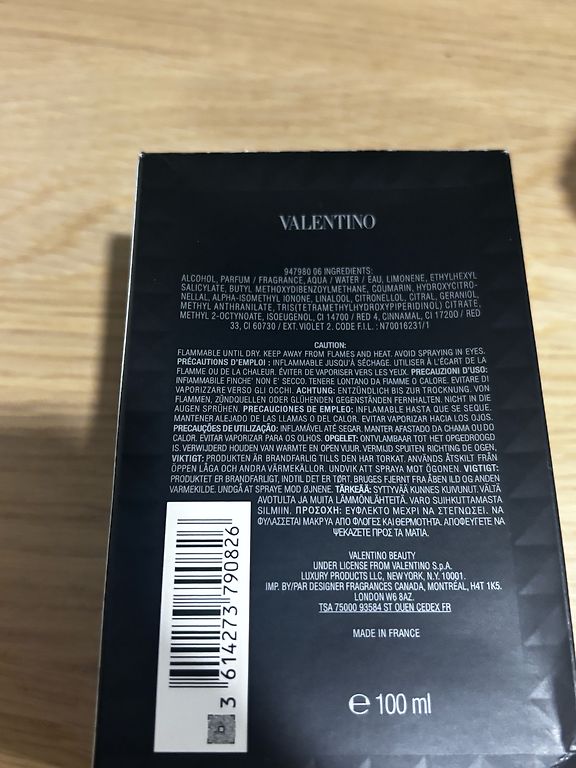 VALENTINO
947980 06 INGREDIENTS:
ALCOHOL, PARFUM / FRAGRANCE, AQUA / WATER / EAU, LIMONENE, ETHYLHEXYL
SALICYLATE, BUTYL METHOXYDIBENZOYLMETHANE, COUMARIN, HYDROXYCITRO-
NELLAL, ALPHA-ISOMETHYL IONONE, LINALOOL, CITRONELLOL, CITRAL, GERANIOL,
METHYL ANTHRANILATE, TRIS(TETRAMETHYLHYDROXYPIPERIDINOL) CITRATE,
METHYL 2-OCTYNOATE, ISOEUGENOL, CI 14700 / RED 4, CINNAMAL, CI 17200 / RED
33, CI 60730 / EXT. VIOLET 2. CODE F.I.L. : N70016231/1
CAUTION:
FLAMMABLE UNTIL DRY. KEEP AWAY FROM FLAMES AND HEAT. AVOID SPRAYING IN EYES.
PRÉCAUTIONS D'EMPLOI : INFLAMMABLE JUSQU'À SÉCHAGE. UTILISER À L'ÉCART DE LA
FLAMME OU DE LA CHALEUR. ÉVITER DE VAPORISER VERS LES YEUX. PRECAUZIONI D'USO:
INFIAMMABILE FINCHE' NON E' SECCO. TENERE LONTANO DA FIAMME O CALORE. EVITARE DI
VAPORIZZARE VERSO GLI OCCHI. ACHTUNG: ENTZÜNDLICH BIS ZUR TROCKNUNG. VON
FLAMMEN, ZÜNDQUELLEN ODER GLÜHENDEN GEGENSTÄNDEN FERNHALTEN. NICHT IN DIE
AUGEN SPRÜHEN. PRECAUCIONES DE EMPLEO: INFLAMABLE HASTA QUE SE SEQUE.
MANTENER ALEJADO DE LAS LLAMAS O DEL CALOR. EVITAR VAPORIZAR HACIA LOS OJOS.
PRECAUÇÕES DE UTILIZAÇÃO: INFLAMÁVEL ATÉ SEGAR. MANTER AFASTADO DA CHAMA OU DO
CALOR. EVITAR VAPORIZAR PARA OS OLHOS. OPGELET: ONTVLAMBAAR TOT HET OPGEDROOGD
IS. VERWIJDERD HOUDEN VAN WARMTE EN OPEN VUUR. VERMIJD SPUITEN RICHTING DE OGEN.
VIKTIGT: PRODUKTEN ÄR BRANDFARLIG TILLS DEN HAR TORKAT. ANVÄNDS ÅTSKILT FRÅN
ÖPPEN LÅGA OCH ANDRA VÄRMEKÄLLOR. UNDVIK ATT SPRAYA MOT ÖGONEN. VIGTIGT:
PRODUKTET ER BRANDFARLIGT, INDTIL DET ER TØRT. BRUGES FJERNT FRA ÅBEN ILD OG ANDEN
VARMEKILDE. UNDGÅ AT SPRAYE MOD ØJNENE. TÄRKEÄÄ: SYTTYVÄÄ KUNNES KUIVUNUT. VÄLTÄ
AVOTULTA JA MUITA LÄMMÖNLÄHTEITÄ. VARO SUIHKUTTAMASTA
SILMIIN. ΠΡΟΣΟΧΗ: ΕΥΦΛΕΚΤΟ ΜΕΧΡΙ ΝΑ ΣΤΕΓΝΩΣΕΙ. ΝΑ
ΦΥΛΑΣΣΕΤΑΙ ΜΑΚΡΥΑ ΑΠΟ ΦΛΟΓΕΣ ΚΑΙ ΘΕΡΜΟΤΗΤΑ. ΑΠΟΦΕΥΓΕΤΕ ΝΑ
ΨΕΚΑΖΕΤΕ ΠΡΟΣ ΤΑ ΜΑΤΙΑ.
VALENTINO BEAUTY
UNDER LICENSE FROM VALENTINO S.p.A.
LUXURY PRODUCTS LLC, NEW YORK, N.Y. 10001.
IMP. BY/PAR DESIGNER FRAGRANCES CANADA, MONTRÉAL, H4T 1K5.
LONDON W6 8AZ.
TSA 75000 93584 ST OUEN CEDEX FR
MADE IN FRANCE
℮ 100 ml
3 614273 790826